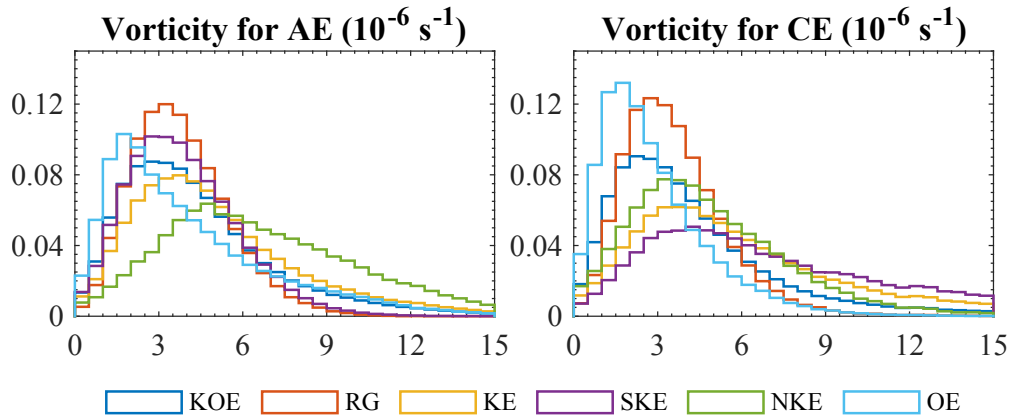 Vorticity for AE (10⁻⁶ s⁻¹) Vorticity for CE (10⁻⁶ s⁻¹)
0.12 0.12
0.08 0.08
0.04 0.04
0 0
0 3 6 9 12 15 0 3 6 9 12 15
KOE RG KE SKE NKE OE